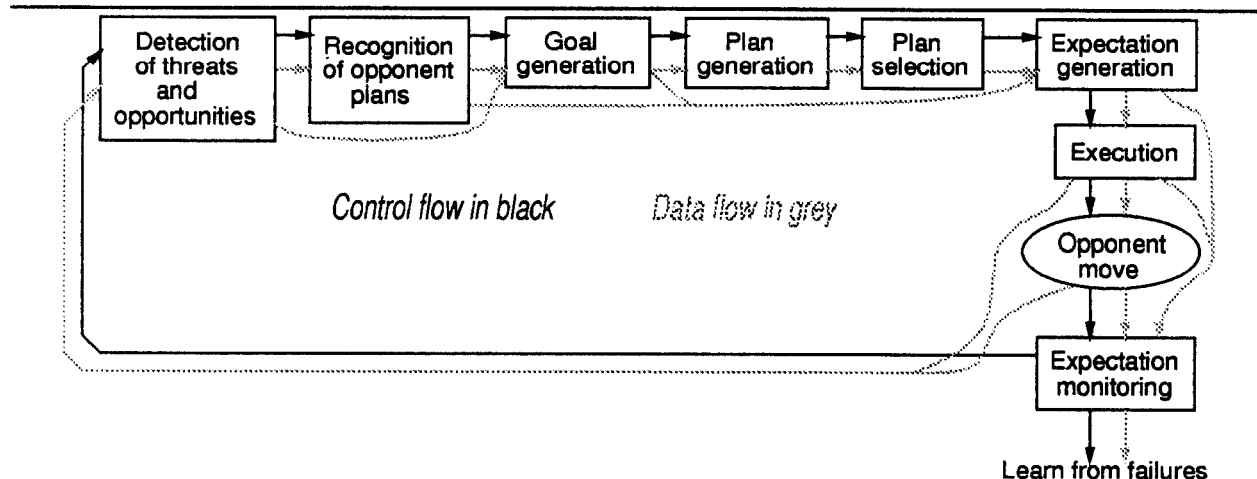 Detection
of threats
and
opportunities
Recognition
of opponent
plans
Goal
generation
Plan
generation
Plan
selection
Expectation
generation
Execution
Control flow in black
Data flow in grey
Opponent
move
Expectation
monitoring
Learn from failures